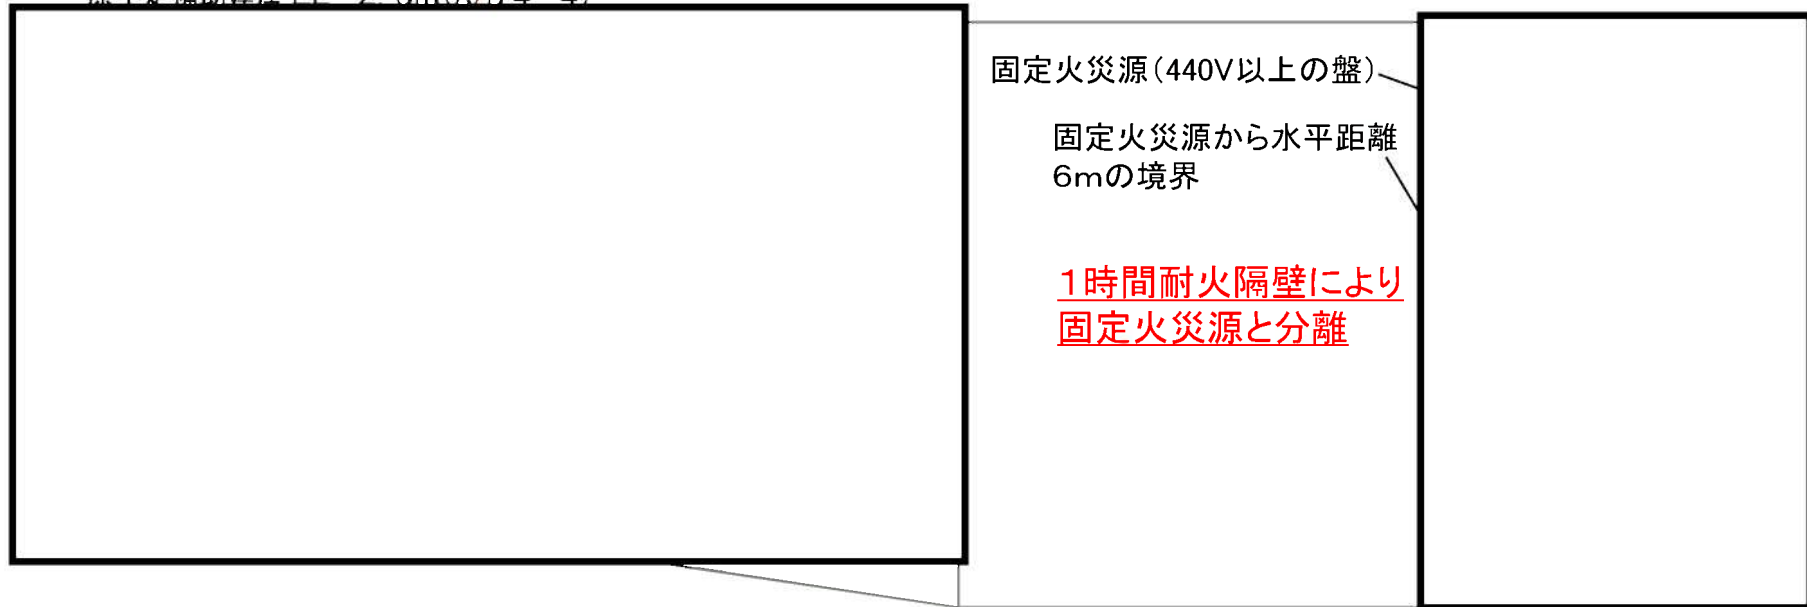 固定火災源(440V以上の盤)
固定火災源から水平距離
6mの境界
1時間耐火隔壁により
固定火災源と分離